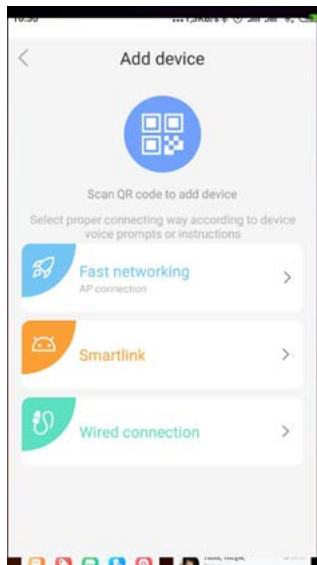 Add device
Scan QR code to add device
Select proper connecting way according to device
voice prompts or instructions
Fast networking
AP connection
Smartlink
Wired connection